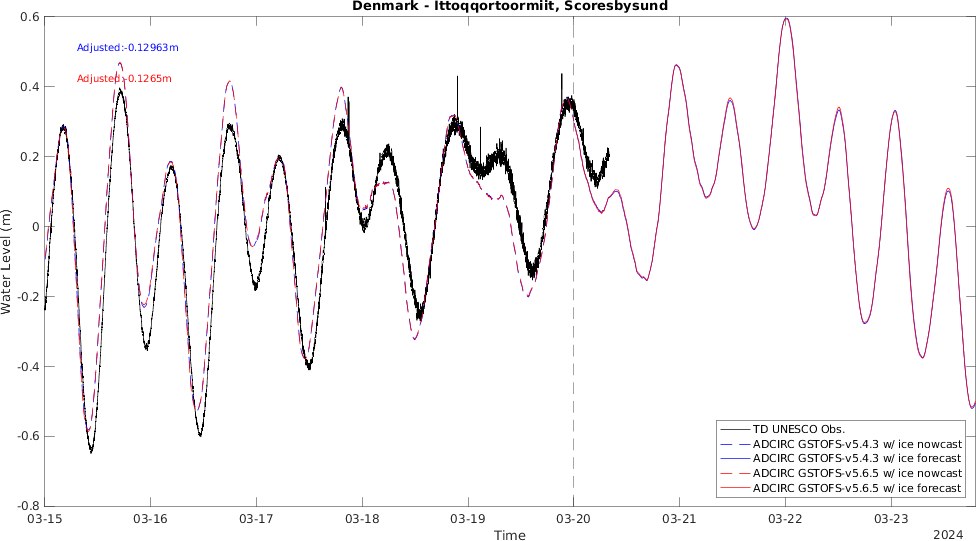 Denmark - Ittoqqortoormiit, Scoresbysund
Adjusted:-0.12963m
Adjusted:-0.1265m
Water Level (m)
0.6
0.4
0.2
0
-0.2
-0.4
-0.6
-0.8
TD UNESCO Obs.
ADCIRC GSTOFS-v5.4.3 w/ ice nowcast
ADCIRC GSTOFS-v5.4.3 w/ ice forecast
ADCIRC GSTOFS-v5.6.5 w/ ice nowcast
ADCIRC GSTOFS-v5.6.5 w/ ice forecast
03-15 03-16 03-17 03-18 03-19 03-20 03-21 03-22 03-23
Time
2024